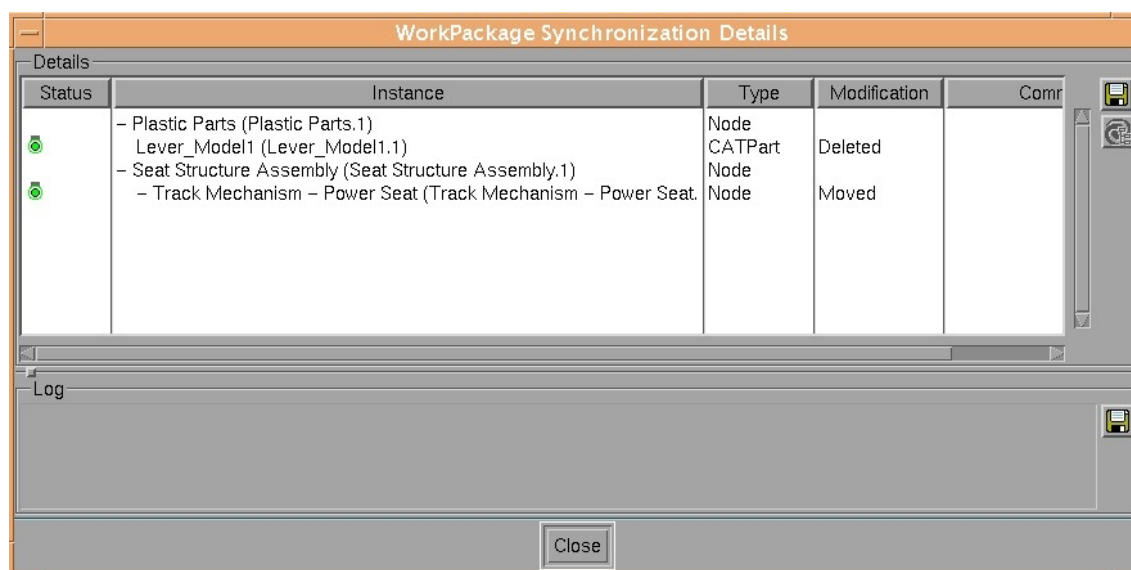 WorkPackage Synchronization Details
Details
Status Instance Type Modification Comr
– Plastic Parts (Plastic Parts.1) Node
Lever_Model1 (Lever_Model1.1) CATPart Deleted
– Seat Structure Assembly (Seat Structure Assembly.1) Node
– Track Mechanism – Power Seat (Track Mechanism – Power Seat. Node Moved
Log
Close